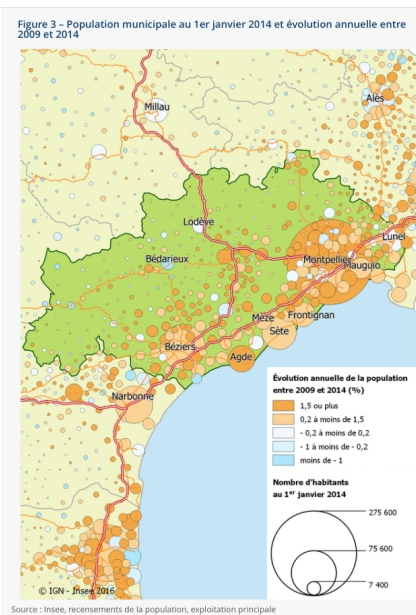 Figure 3 – Population municipale au 1er janvier 2014 et évolution annuelle entre
2009 et 2014
Millau
Alès
Lodève
Lunel
Bédarieux
Montpellier
Mauguio
Mèze
Frontignan
Sète
Béziers
Agde
Narbonne
Évolution annuelle de la population
entre 2009 et 2014 (%)
1,5 ou plus
0,2 à moins de 1,5
- 0,2 à moins de 0,2
- 1 à moins de - 0,2
moins de - 1
Nombre d'habitants
au 1er janvier 2014
275 600
75 600
7 400
© IGN - Insee 2016
Source : Insee, recensements de la population, exploitation principale